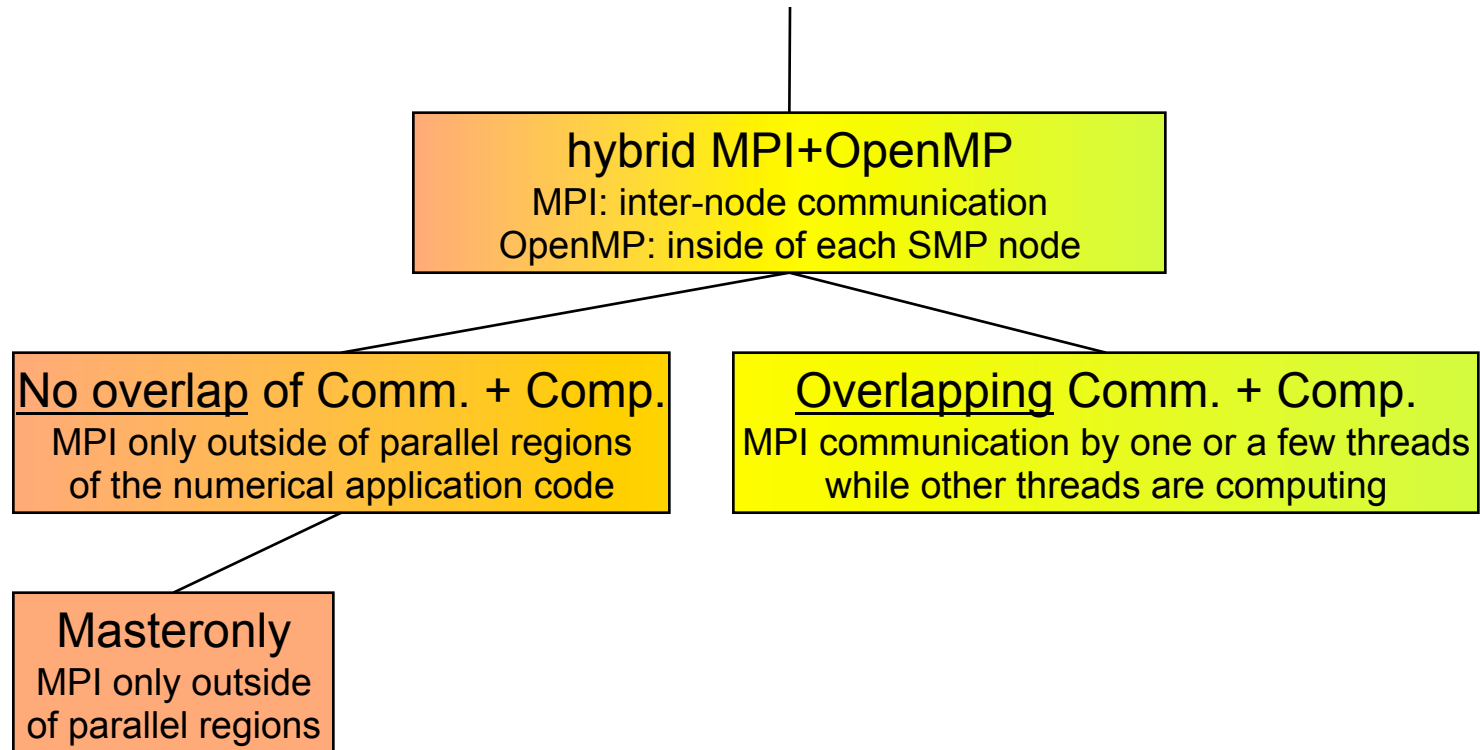 hybrid MPI+OpenMP
MPI: inter-node communication
OpenMP: inside of each SMP node
No overlap of Comm. + Comp.
MPI only outside of parallel regions
of the numerical application code
Overlapping Comm. + Comp.
MPI communication by one or a few threads
while other threads are computing
Masteronly
MPI only outside
of parallel regions